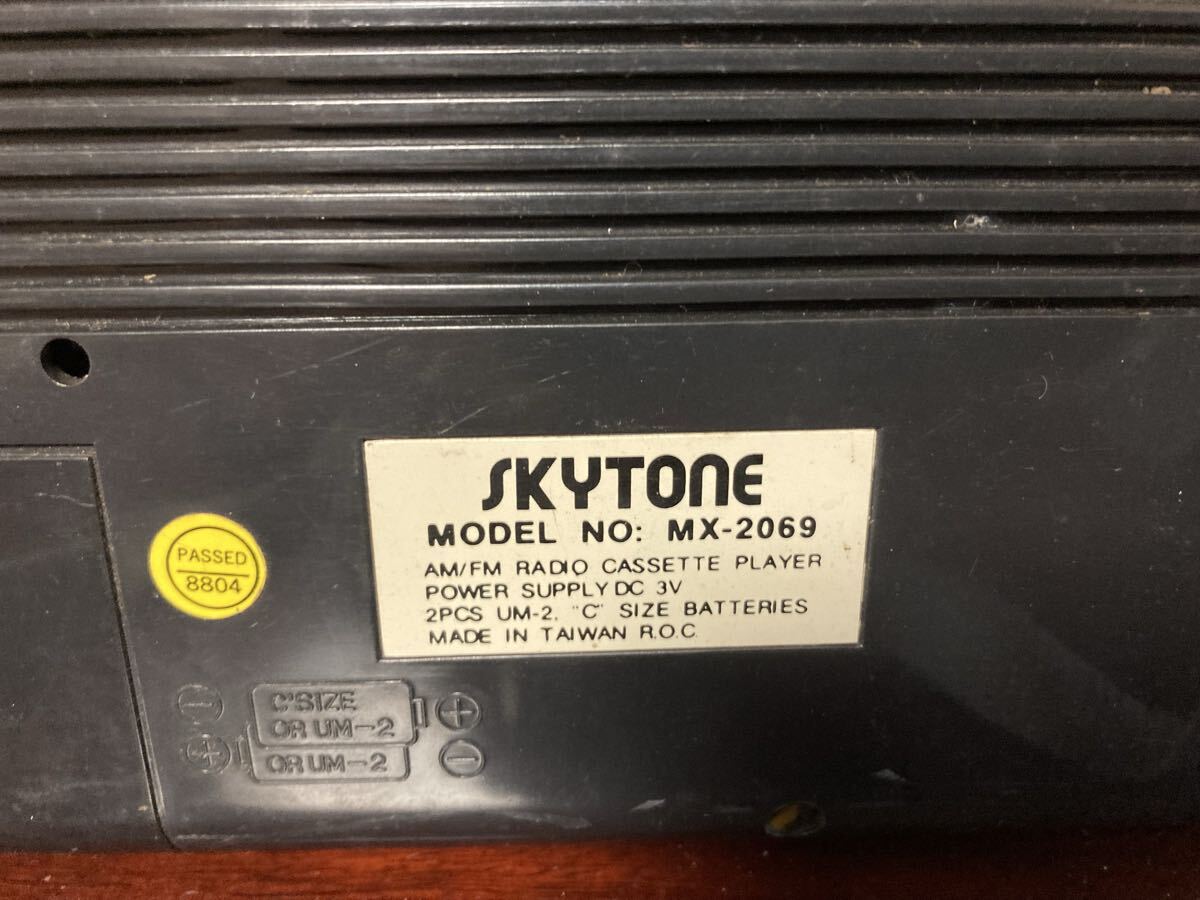 SKYTONE
MODEL NO: MX-2069
AM/FM RADIO CASSETTE PLAYER
POWER SUPPLY DC 3V
2PCS UM-2, "C" SIZE BATTERIES
MADE IN TAIWAN R.O.C.
PASSED
8804
C'SIZE
OR UM-2
OR UM-2